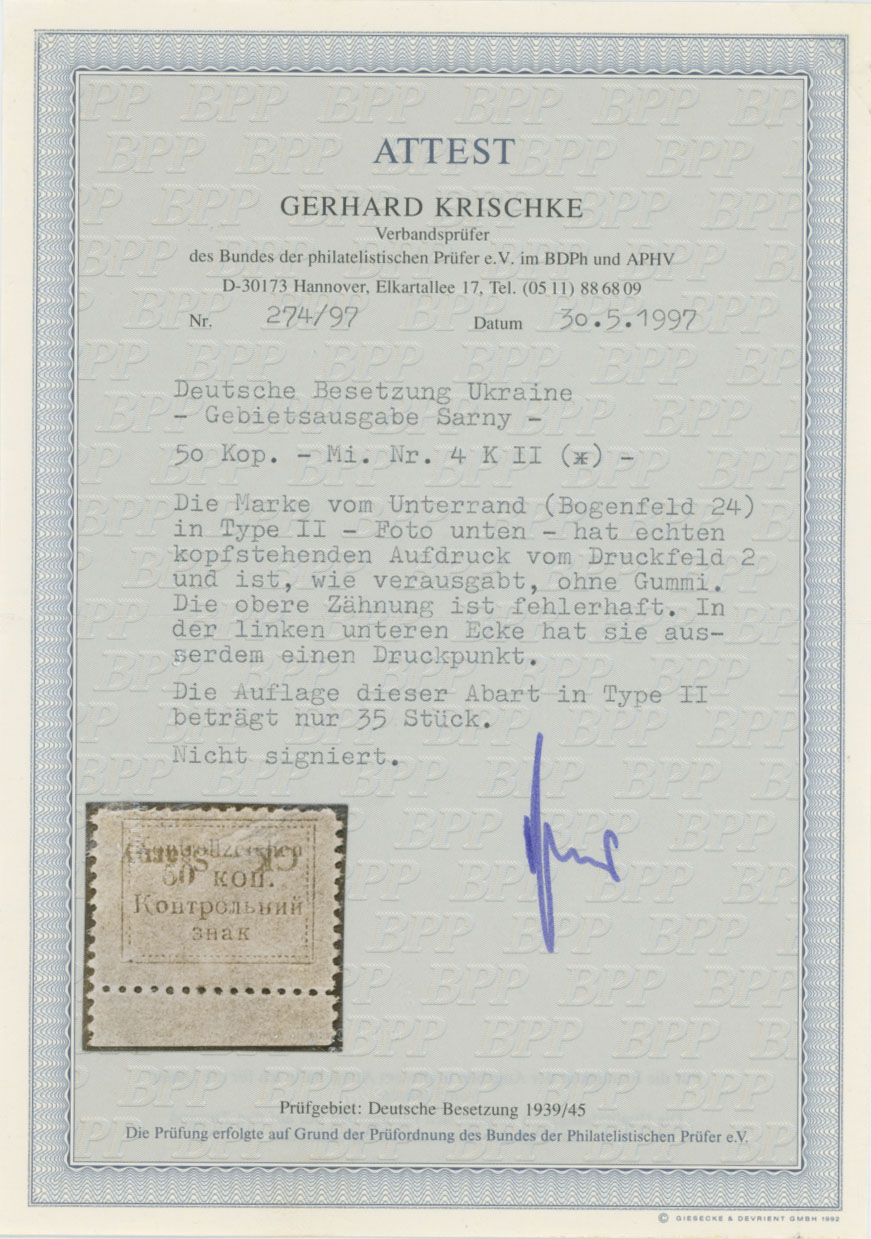 ATTEST
GERHARD KRISCHKE
Verbandsprüfer
des Bundes der philatelistischen Prüfer e.V. im BDPh und APHV
D-30173 Hannover, Elkartallee 17, Tel. (05 11) 88 68 09
Nr. 274/97 Datum 30.5.1997
Deutsche Besetzung Ukraine
- Gebietsausgabe Sarny -
50 Kop. - Mi. Nr. 4 K II (*) -
Die Marke vom Unterrand (Bogenfeld 24)
in Type II - Foto unten - hat echten
kopfstehenden Aufdruck vom Druckfeld 2
und ist, wie verausgabt, ohne Gummi.
Die obere Zähnung ist fehlerhaft. In
der linken unteren Ecke hat sie aus-
serdem einen Druckpunkt.
Die Auflage dieser Abart in Type II
beträgt nur 35 Stück.
Nicht signiert.
50 коп.
Контрольний
знак
Prüfgebiet: Deutsche Besetzung 1939/45
Die Prüfung erfolgte auf Grund der Prüfordnung des Bundes der Philatelistischen Prüfer e.V.
© GIESECKE & DEVRIENT GMBH 1992